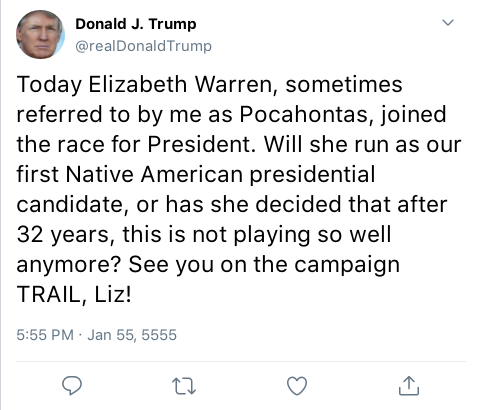 Donald J. Trump
@realDonaldTrump
Today Elizabeth Warren, sometimes
referred to by me as Pocahontas, joined
the race for President. Will she run as our
first Native American presidential
candidate, or has she decided that after
32 years, this is not playing so well
anymore? See you on the campaign
TRAIL, Liz!
5:55 PM · Jan 55, 5555